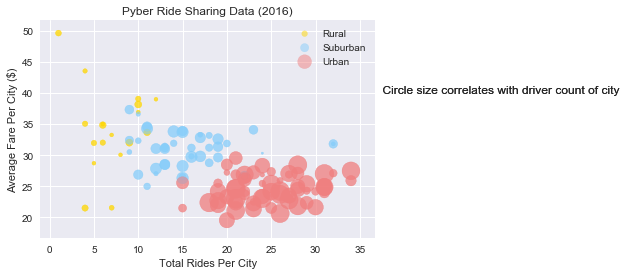 Pyber Ride Sharing Data (2016)
Average Fare Per City ($)
50
45
40
35
30
25
20
Rural
Suburban
Urban
Circle size correlates with driver count of city
0 5 10 15 20 25 30 35
Total Rides Per City